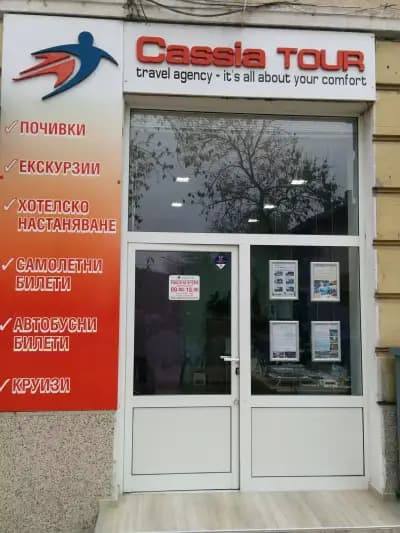 Cassia TOUR
travel agency - it's all about your comfort
ПОЧИВКИ
ЕКСКУРЗИИ
ХОТЕЛСКО
НАСТАНЯВАНЕ
САМОЛЕТНИ
БИЛЕТИ
АВТОБУСНИ
БИЛЕТИ
КРУИЗИ